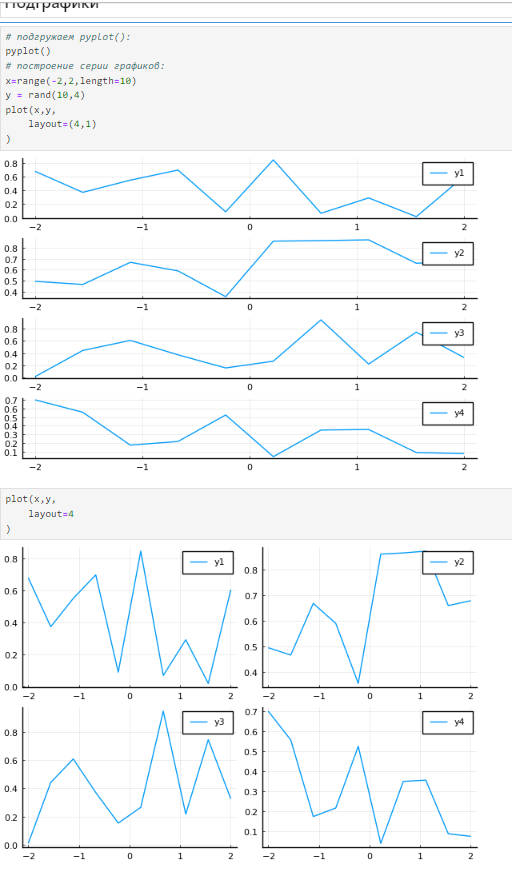 Подграфики
# подгружаем pyplot():
pyplot()
# построение серии графиков:
x=range(-2,2,length=10)
y = rand(10,4)
plot(x,y,
    layout=(4,1)
)
0.8
0.6
0.4
0.2
0.0
y1
−2 −1 0 1 2
0.8
0.7
0.6
0.5
0.4
y2
−2 −1 0 1 2
0.8
0.6
0.4
0.2
0.0
y3
−2 −1 0 1 2
0.7
0.6
0.5
0.4
0.3
0.2
0.1
y4
−2 −1 0 1 2
plot(x,y,
    layout=4
)
0.8
0.6
0.4
0.2
0.0
y1
−2 −1 0 1 2
0.8
0.7
0.6
0.5
0.4
y2
−2 −1 0 1 2
0.8
0.6
0.4
0.2
0.0
y3
−2 −1 0 1 2
0.7
0.6
0.5
0.4
0.3
0.2
0.1
y4
−2 −1 0 1 2